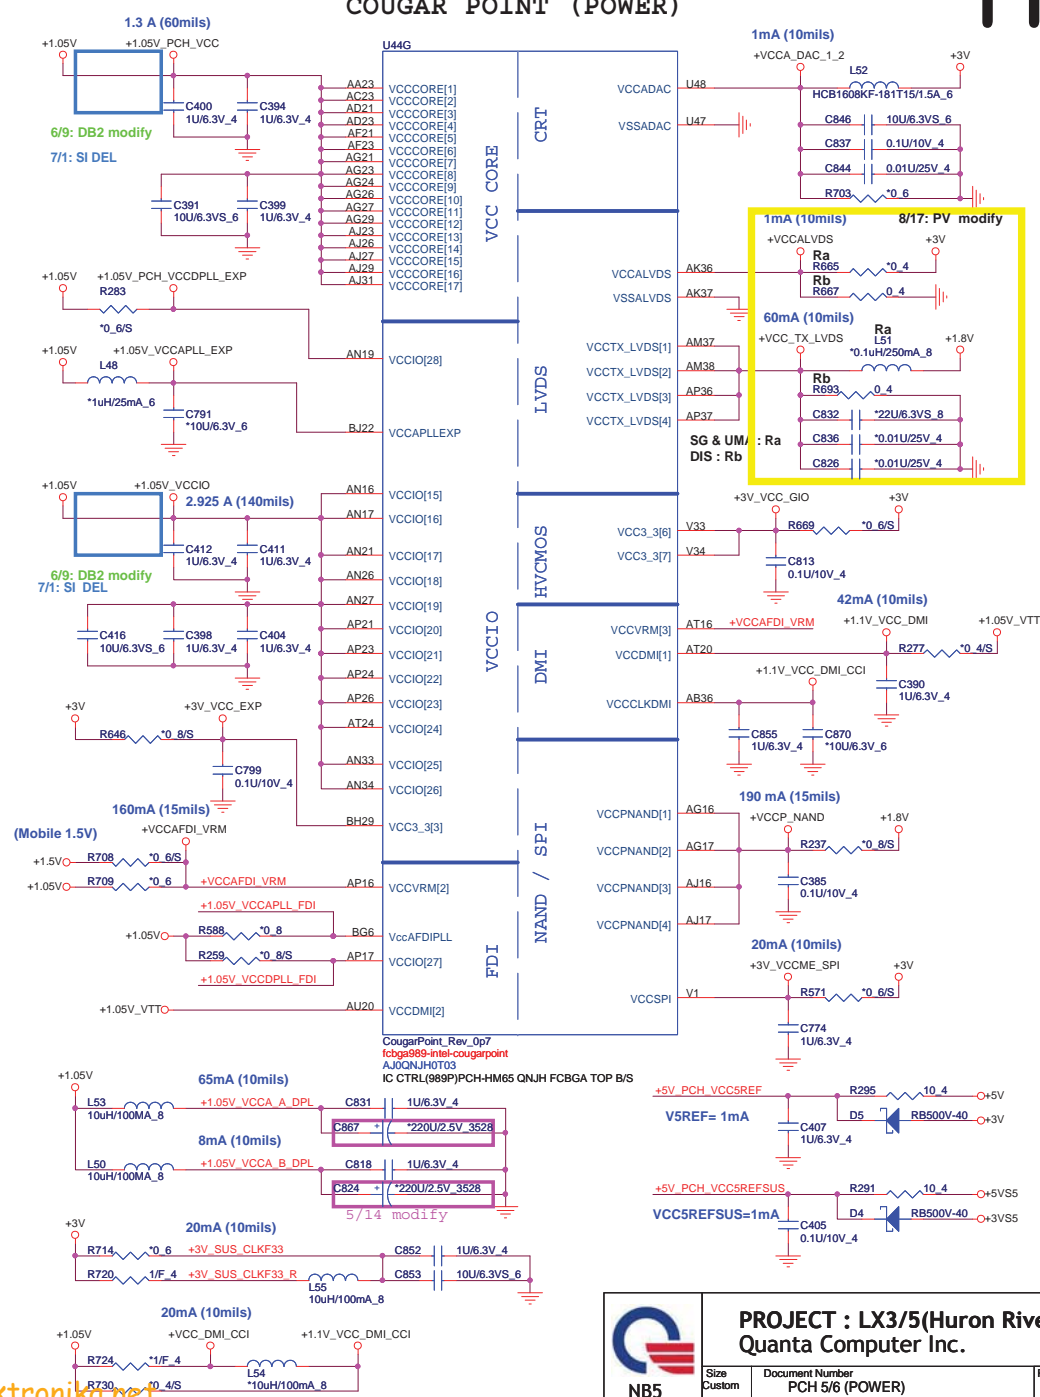 COUGAR POINT (POWER)
1.3 A (60mils)
+1.05V
+1.05V_PCH_VCC
C400
1U/6.3V_4
C394
1U/6.3V_4
6/9: DB2 modify
7/1: SI DEL
C391
10U/6.3VS_6
C399
1U/6.3V_4
+1.05V
+1.05V_PCH_VCCDPLL_EXP
R283
*0_6/S
+1.05V
+1.05V_VCCAPLL_EXP
L48
*1uH/25mA_6
C791
*10U/6.3V_6
+1.05V
+1.05V_VCCIO
2.925 A (140mils)
C412
1U/6.3V_4
C411
1U/6.3V_4
6/9: DB2 modify
7/1: SI DEL
C416
10U/6.3VS_6
C398
1U/6.3V_4
C404
1U/6.3V_4
+3V
+3V_VCC_EXP
R646
*0_8/S
C799
0.1U/10V_4
160mA (15mils)
(Mobile 1.5V)
+VCCAFDI_VRM
+1.5V
R708
*0_6/S
+1.05V
R709
*0_6
+VCCAFDI_VRM
+1.05V_VCCAPLL_FDI
+1.05V
R588
*0_8
R259
*0_8/S
+1.05V_VCCDPLL_FDI
+1.05V_VTT
U44G
AA23 VCCCORE[1]
AC23 VCCCORE[2]
AD21 VCCCORE[3]
AD23 VCCCORE[4]
AF21 VCCCORE[5]
AF23 VCCCORE[6]
AG21 VCCCORE[7]
AG23 VCCCORE[8]
AG24 VCCCORE[9]
AG26 VCCCORE[10]
AG27 VCCCORE[11]
AG29 VCCCORE[12]
AJ23 VCCCORE[13]
AJ26 VCCCORE[14]
AJ27 VCCCORE[15]
AJ29 VCCCORE[16]
AJ31 VCCCORE[17]
AN19 VCCIO[28]
BJ22 VCCAPLLEXP
AN16 VCCIO[15]
AN17 VCCIO[16]
AN21 VCCIO[17]
AN26 VCCIO[18]
AN27 VCCIO[19]
AP21 VCCIO[20]
AP23 VCCIO[21]
AP24 VCCIO[22]
AP26 VCCIO[23]
AT24 VCCIO[24]
AN33 VCCIO[25]
AN34 VCCIO[26]
BH29 VCC3_3[3]
AP16 VCCVRM[2]
BG6 VccAFDIPLL
AP17 VCCIO[27]
AU20 VCCDMI[2]
VCC CORE
VCCIO
FDI
CRT
LVDS
HVCMOS
DMI
NAND / SPI
VCCADAC U48
VSSADAC U47
VCCALVDS AK36
VSSALVDS AK37
VCCTX_LVDS[1] AM37
VCCTX_LVDS[2] AM38
VCCTX_LVDS[3] AP36
VCCTX_LVDS[4] AP37
VCC3_3[6] V33
VCC3_3[7] V34
VCCVRM[3] AT16
VCCDMI[1] AT20
VCCCLKDMI AB36
VCCPNAND[1] AG16
VCCPNAND[2] AG17
VCCPNAND[3] AJ16
VCCPNAND[4] AJ17
VCCSPI V1
CougarPoint_Rev_0p7
fcbga989-intel-cougarpoint
AJ0QNJH0T03
IC CTRL(989P)PCH-HM65 QNJH FCBGA TOP B/S
1mA (10mils)
+VCCA_DAC_1_2
+3V
L52
HCB1608KF-181T15/1.5A_6
C846
10U/6.3VS_6
C837
0.1U/10V_4
C844
0.01U/25V_4
R703
*0_6
1mA (10mils)
8/17: PV modify
+VCCALVDS
+3V
Ra
R665
*0_4
Rb
R667
0_4
60mA (10mils)
+VCC_TX_LVDS
+1.8V
Ra
L51
*0.1uH/250mA_8
Rb
R693
0_4
C832
*22U/6.3VS_8
C836
*0.01U/25V_4
C826
*0.01U/25V_4
SG & UMA : Ra
DIS : Rb
+3V_VCC_GIO
+3V
R669
*0_6/S
C813
0.1U/10V_4
42mA (10mils)
+VCCAFDI_VRM
+1.1V_VCC_DMI
+1.05V_VTT
R277
*0_4/S
C390
1U/6.3V_4
+1.1V_VCC_DMI_CCI
C855
1U/6.3V_4
C870
*10U/6.3V_6
190 mA (15mils)
+VCCP_NAND
+1.8V
R237
*0_8/S
C385
0.1U/10V_4
20mA (10mils)
+3V_VCCME_SPI
+3V
R571
*0_6/S
C774
1U/6.3V_4
+1.05V
65mA (10mils)
L53
10uH/100MA_8
+1.05V_VCCA_A_DPL
C831
1U/6.3V_4
C867
+
*220U/2.5V_3528
8mA (10mils)
L50
10uH/100MA_8
+1.05V_VCCA_B_DPL
C818
1U/6.3V_4
C824
+
*220U/2.5V_3528
5/14 modify
+3V
20mA (10mils)
R714
*0_6
+3V_SUS_CLKF33
C852
1U/6.3V_4
R720
1/F_4
+3V_SUS_CLKF33_R
L55
10uH/100mA_8
C853
10U/6.3VS_6
20mA (10mils)
+1.05V
+VCC_DMI_CCI
+1.1V_VCC_DMI_CCI
R724
*1/F_4
L54
*10uH/100mA_8
R730
*0_4/S
+5V_PCH_VCC5REF
R295
10_4
+5V
V5REF= 1mA
D5
RB500V-40
+3V
C407
1U/6.3V_4
+5V_PCH_VCC5REFSUS
R291
10_4
+5VS5
VCC5REFSUS=1mA
D4
RB500V-40
+3VS5
C405
0.1U/10V_4
NB5
PROJECT : LX3/5(Huron Rive
Quanta Computer Inc.
Size
Custom
Document Number
PCH 5/6 (POWER)
ktronika.net